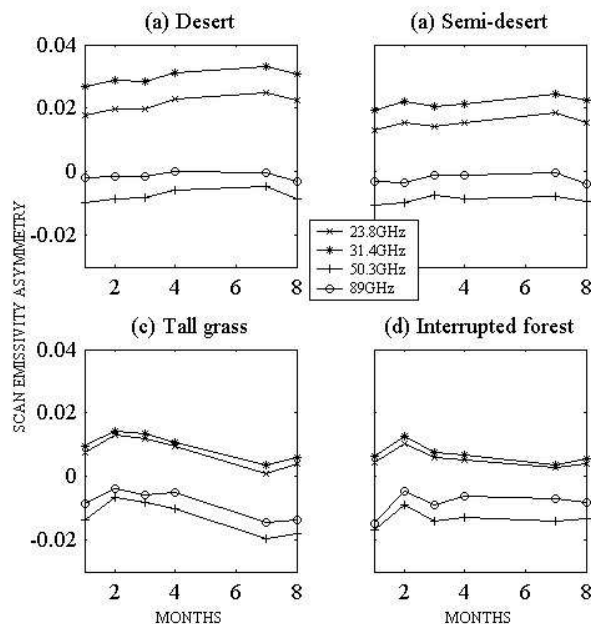 (a) Desert
(a) Semi-desert
0.04
0.02
0
-0.02
2
4
6
8
2
4
6
8
23.8GHz
31.4GHz
50.3GHz
89GHz
SCAN EMISSIVITY ASYMMETRY
(c) Tall grass
(d) Interrupted forest
0.04
0.02
0
-0.02
2
4
6
8
2
4
6
8
MONTHS
MONTHS